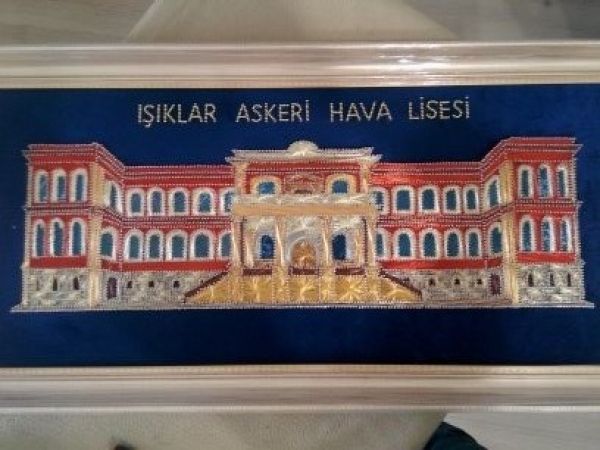 IŞIKLAR ASKERİ HAVA LİSESİ